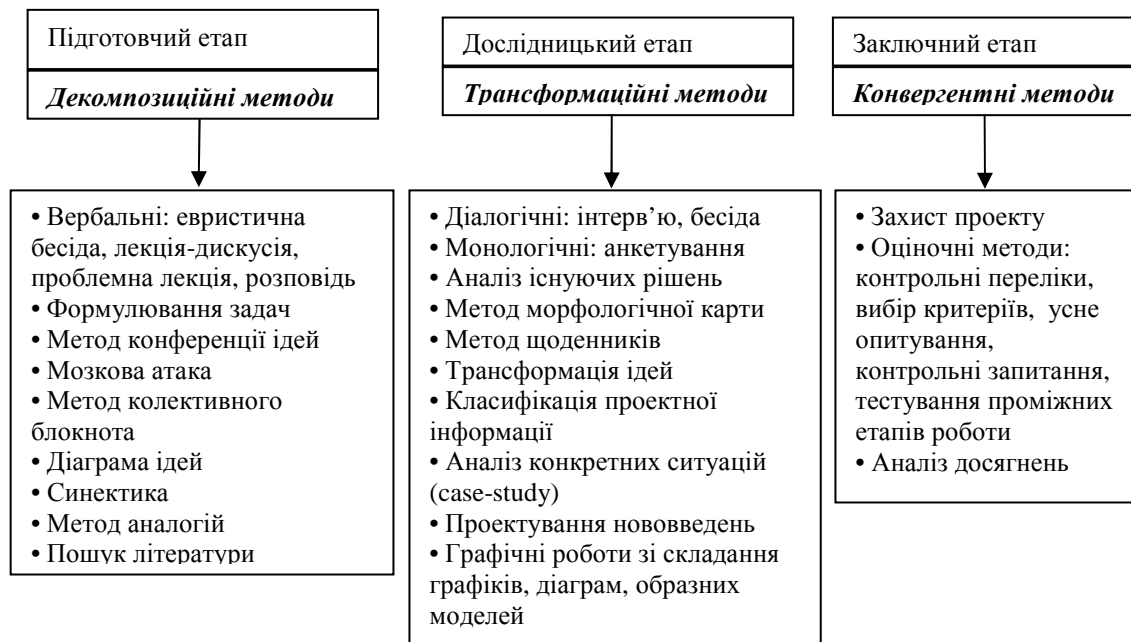 Підготовчий етап
Декомпозиційні методи
• Вербальні: евристична
бесіда, лекція-дискусія,
проблемна лекція, розповідь
• Формулювання задач
• Метод конференції ідей
• Мозкова атака
• Метод колективного
блокнота
• Діаграма ідей
• Синектика
• Метод аналогій
• Пошук літератури
Дослідницький етап
Трансформаційні методи
• Діалогічні: інтерв’ю, бесіда
• Монологічні: анкетування
• Аналіз існуючих рішень
• Метод морфологічної карти
• Метод щоденників
• Трансформація ідей
• Класифікація проектної
інформації
• Аналіз конкретних ситуацій
(case-study)
• Проектування нововведень
• Графічні роботи зі складання
графіків, діаграм, образних
моделей
Заключний етап
Конвергентні методи
• Захист проекту
• Оціночні методи:
контрольні переліки,
вибір критеріїв, усне
опитування,
контрольні запитання,
тестування проміжних
етапів роботи
• Аналіз досягнень